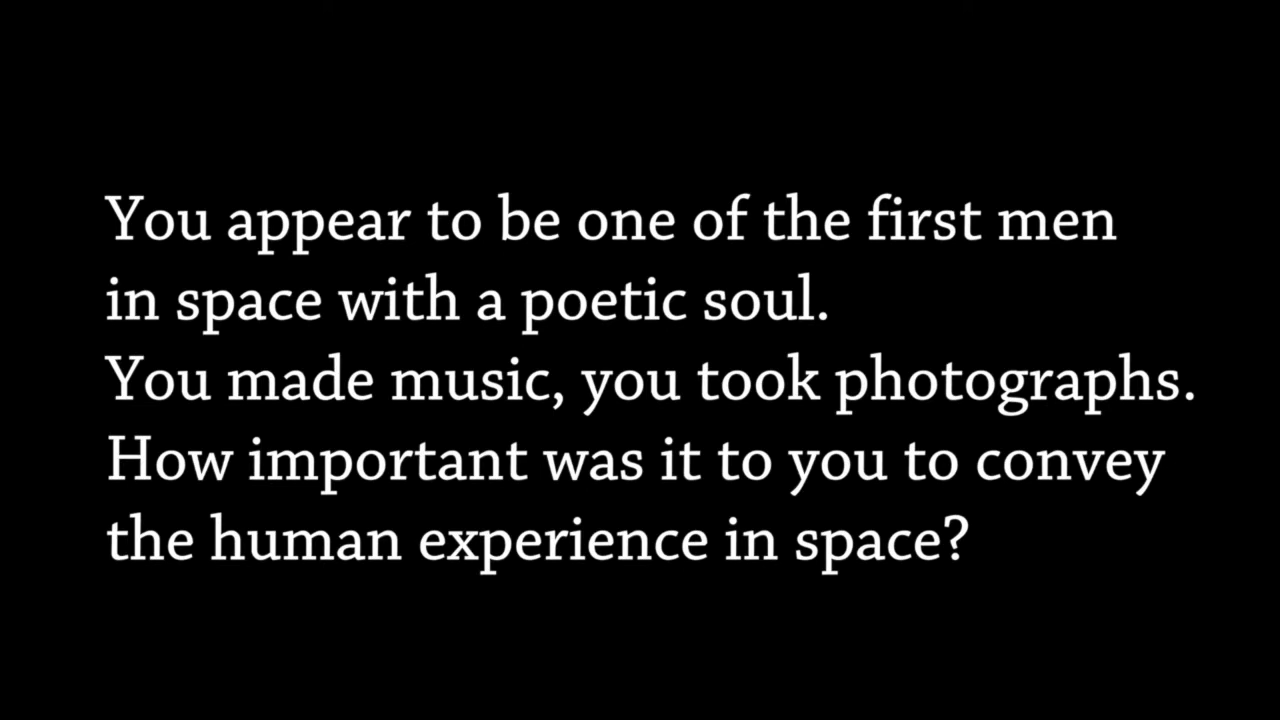 You appear to be one of the first men
in space with a poetic soul.
You made music, you took photographs.
How important was it to you to convey
the human experience in space?